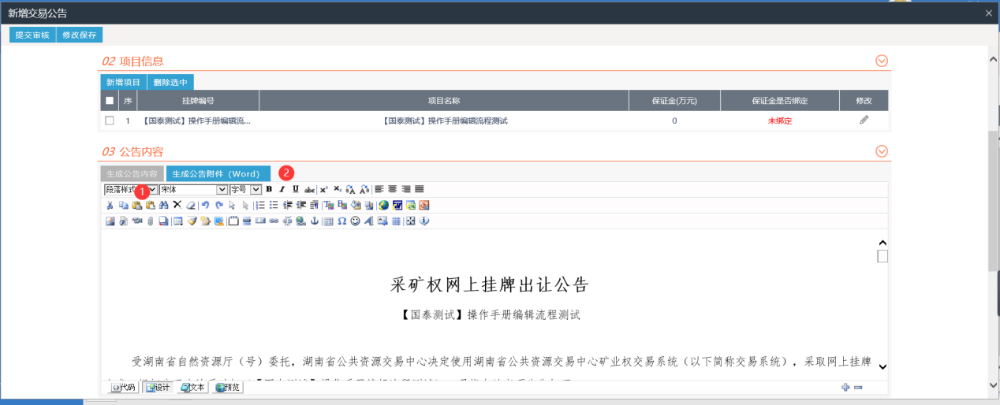 新增交易公告
提交审核 修改保存
02 项目信息
新增项目 删除选中
序 挂牌编号 项目名称 保证金(万元) 保证金是否绑定 修改
1 【国泰测试】操作手册编辑流... 【国泰测试】操作手册编辑流程测试 0 未绑定
03 公告内容
生成公告内容 生成公告附件（Word） 2
段落样式 1 宋体 字号 B I U abc
采矿权网上挂牌出让公告
【国泰测试】操作手册编辑流程测试
受湖南省自然资源厅（号）委托，湖南省公共资源交易中心决定使用湖南省公共资源交易中心矿业权交易系统（以下简称交易系统），采取网上挂牌
代码 设计 文本 预览